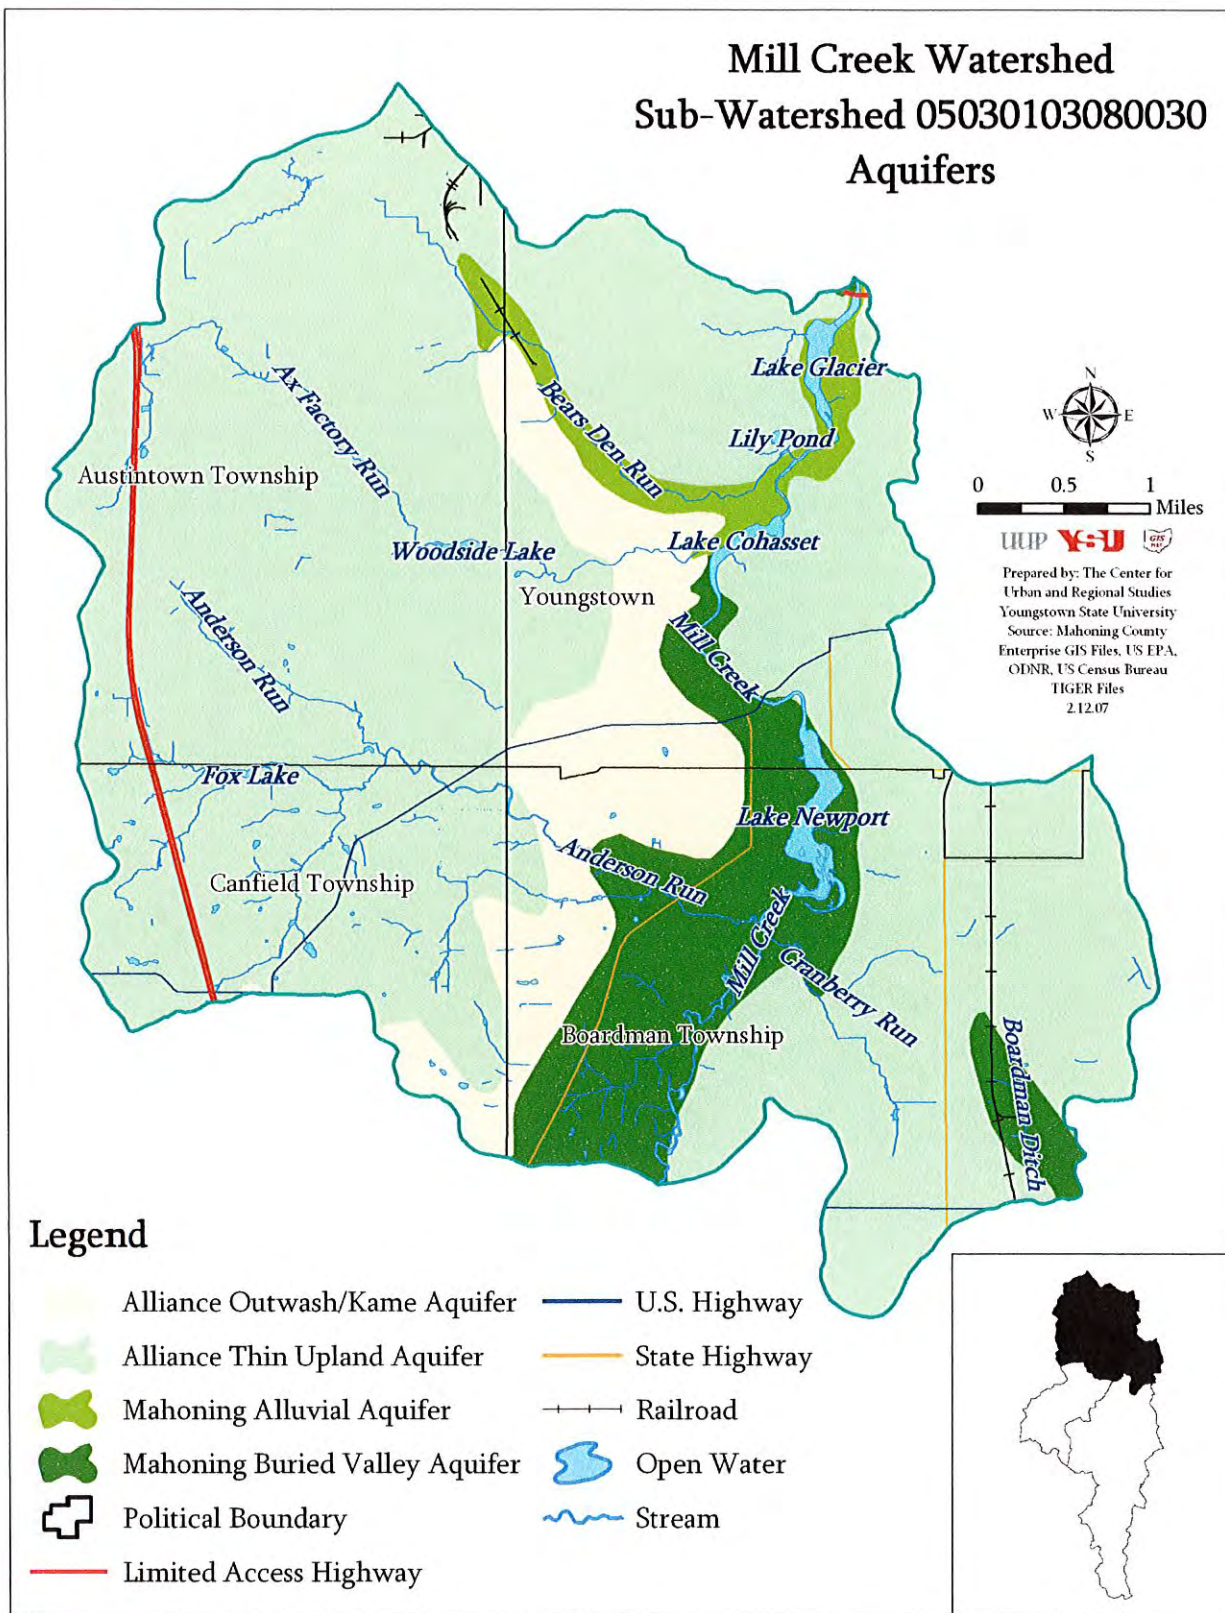 Mill Creek Watershed
Sub-Watershed 05030103080030
Aquifers
Lake Glacier
Bears Den Run
Lily Pond
Ax Factory Run
Austintown Township
Lake Cohasset
Woodside Lake
Youngstown
Anderson Run
Mill Creek
Fox Lake
Lake Newport
Anderson Run
Canfield Township
Mill Creek
Cranberry Run
Boardman Township
Boardman Ditch
N
W E
S
0 0.5 1
Miles
UUP YSU GIS
Prepared by: The Center for
Urban and Regional Studies
Youngstown State University
Source: Mahoning County
Enterprise GIS Files, US EPA,
ODNR, US Census Bureau
TIGER Files
2.12.07
Legend
Alliance Outwash/Kame Aquifer
Alliance Thin Upland Aquifer
Mahoning Alluvial Aquifer
Mahoning Buried Valley Aquifer
Political Boundary
Limited Access Highway
U.S. Highway
State Highway
Railroad
Open Water
Stream